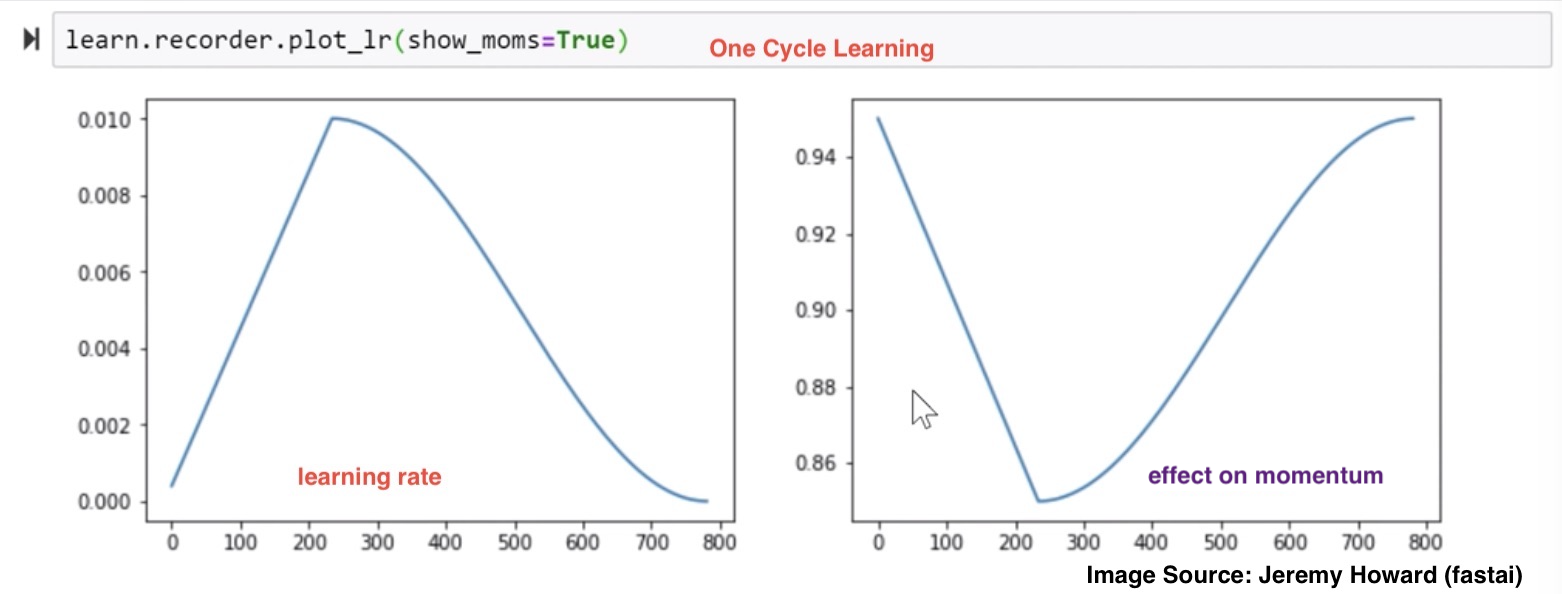 learn.recorder.plot_lr(show_moms=True)
One Cycle Learning
0.010
0.008
0.006
0.004
0.002
0.000
0 100 200 300 400 500 600 700 800
learning rate
0.94
0.92
0.90
0.88
0.86
0 100 200 300 400 500 600 700 800
effect on momentum
Image Source: Jeremy Howard (fastai)